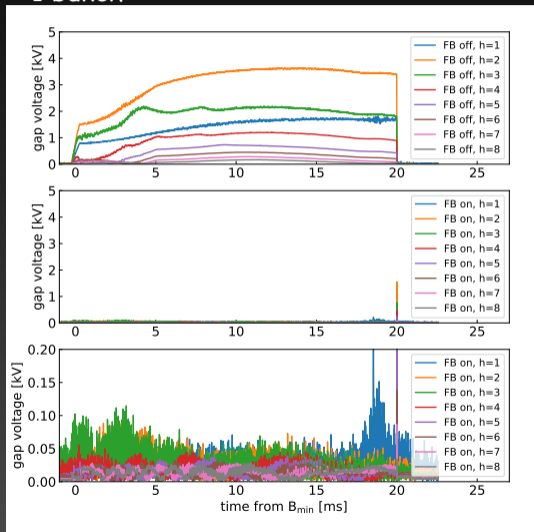 5
4
3
2
1
0
gap voltage [kV]
FB off, h=1
FB off, h=2
FB off, h=3
FB off, h=4
FB off, h=5
FB off, h=6
FB off, h=7
FB off, h=8
0 5 10 15 20 25
5
4
3
2
1
0
gap voltage [kV]
FB on, h=1
FB on, h=2
FB on, h=3
FB on, h=4
FB on, h=5
FB on, h=6
FB on, h=7
FB on, h=8
0 5 10 15 20 25
0.20
0.15
0.10
0.05
0.00
gap voltage [kV]
FB on, h=1
FB on, h=2
FB on, h=3
FB on, h=4
FB on, h=5
FB on, h=6
FB on, h=7
FB on, h=8
0 5 10 15 20 25
time from Bmin [ms]